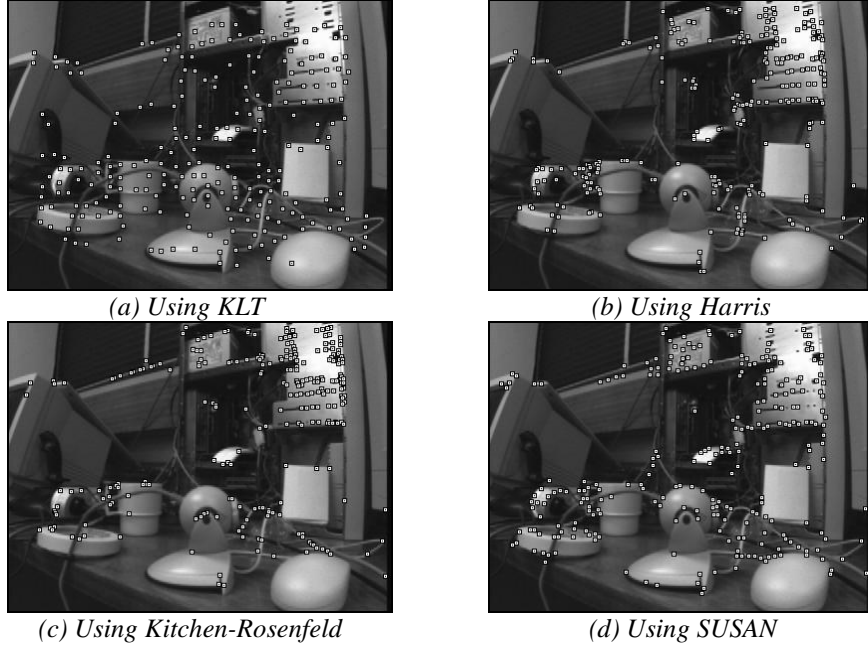 (a) Using KLT
(b) Using Harris
(c) Using Kitchen-Rosenfeld
(d) Using SUSAN